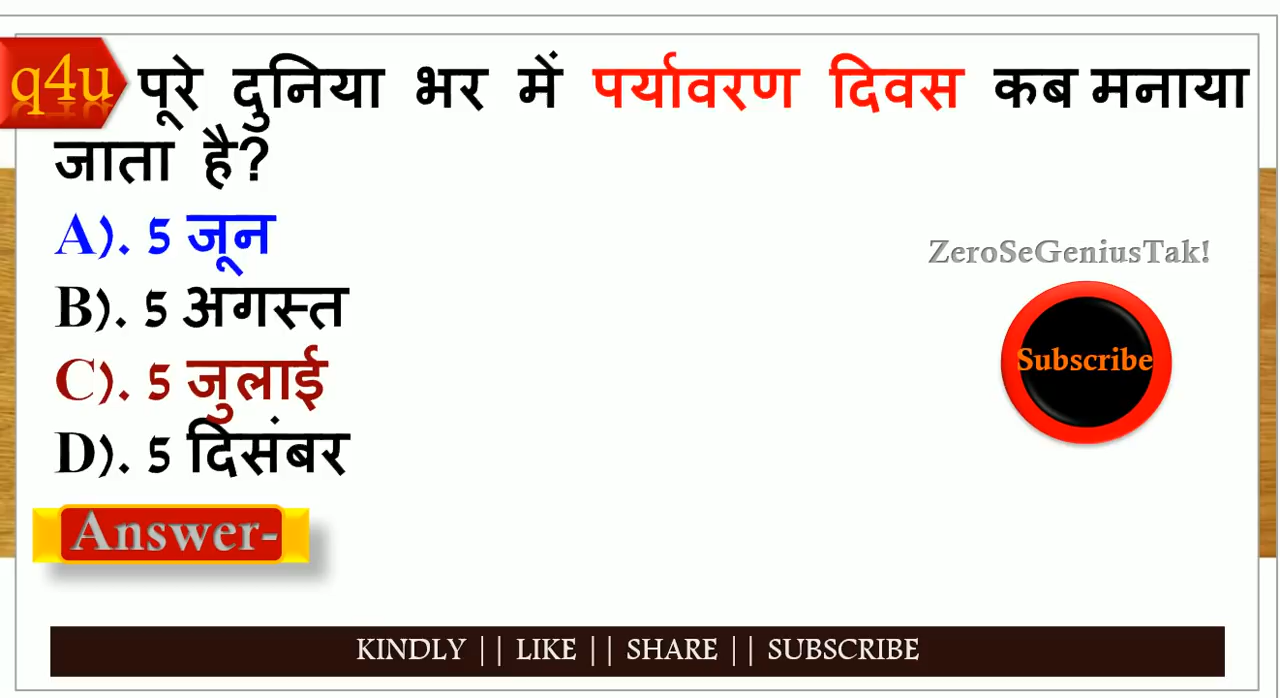 q4u पूरे दुनिया भर में पर्यावरण दिवस कब मनाया
जाता है?
A). 5 जून
B). 5 अगस्त
C). 5 जुलाई
D). 5 दिसंबर
ZeroSeGeniusTak!
Subscribe
Answer-
KINDLY || LIKE || SHARE || SUBSCRIBE